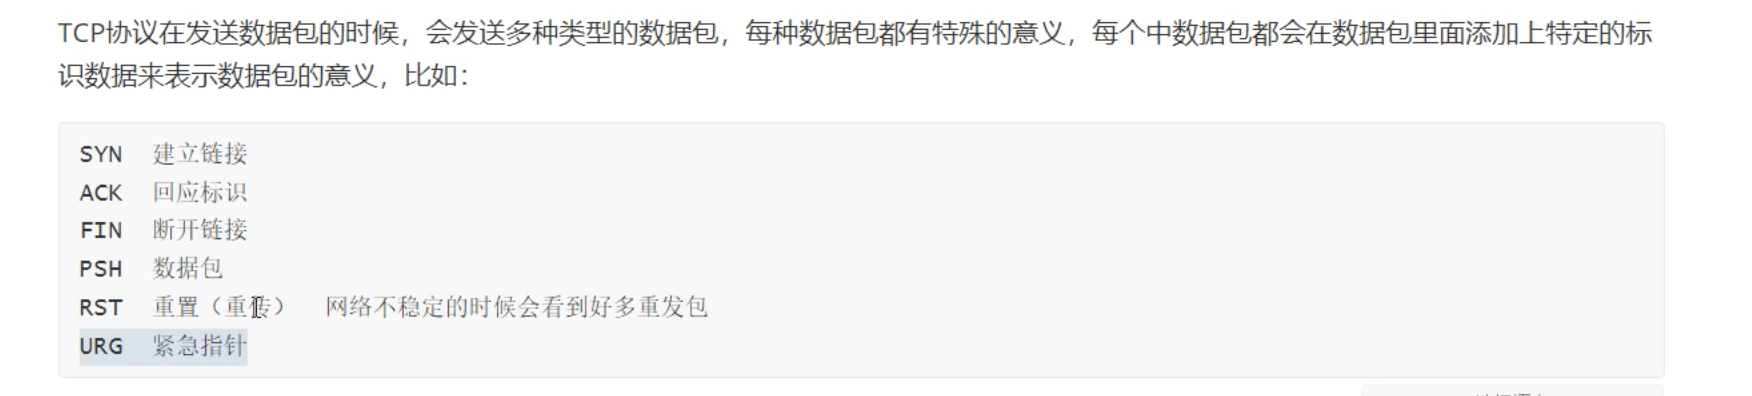 TCP协议在发送数据包的时候，会发送多种类型的数据包，每种数据包都有特殊的意义，每个中数据包都会在数据包里面添加上特定的标
识数据来表示数据包的意义，比如：
SYN 建立链接
ACK 回应标识
FIN 断开链接
PSH 数据包
RST 重置（重传） 网络不稳定的时候会看到好多重发包
URG 紧急指针